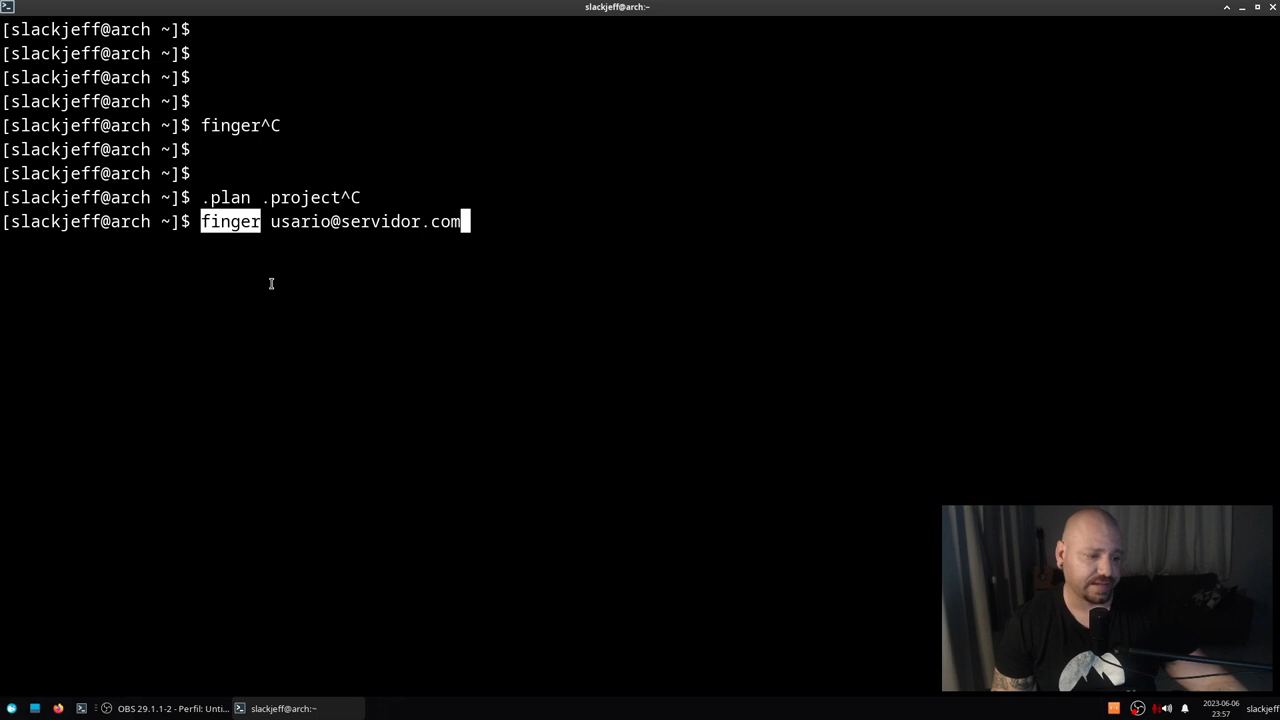 slackjeff@arch:~
[slackjeff@arch ~]$
[slackjeff@arch ~]$
[slackjeff@arch ~]$
[slackjeff@arch ~]$
[slackjeff@arch ~]$ finger^C
[slackjeff@arch ~]$
[slackjeff@arch ~]$
[slackjeff@arch ~]$ .plan .project^C
[slackjeff@arch ~]$ finger usario@servidor.com
OBS 29.1.1-2 - Perfil: Unti...
slackjeff@arch:~
2023-06-06
23:57
slackjeff